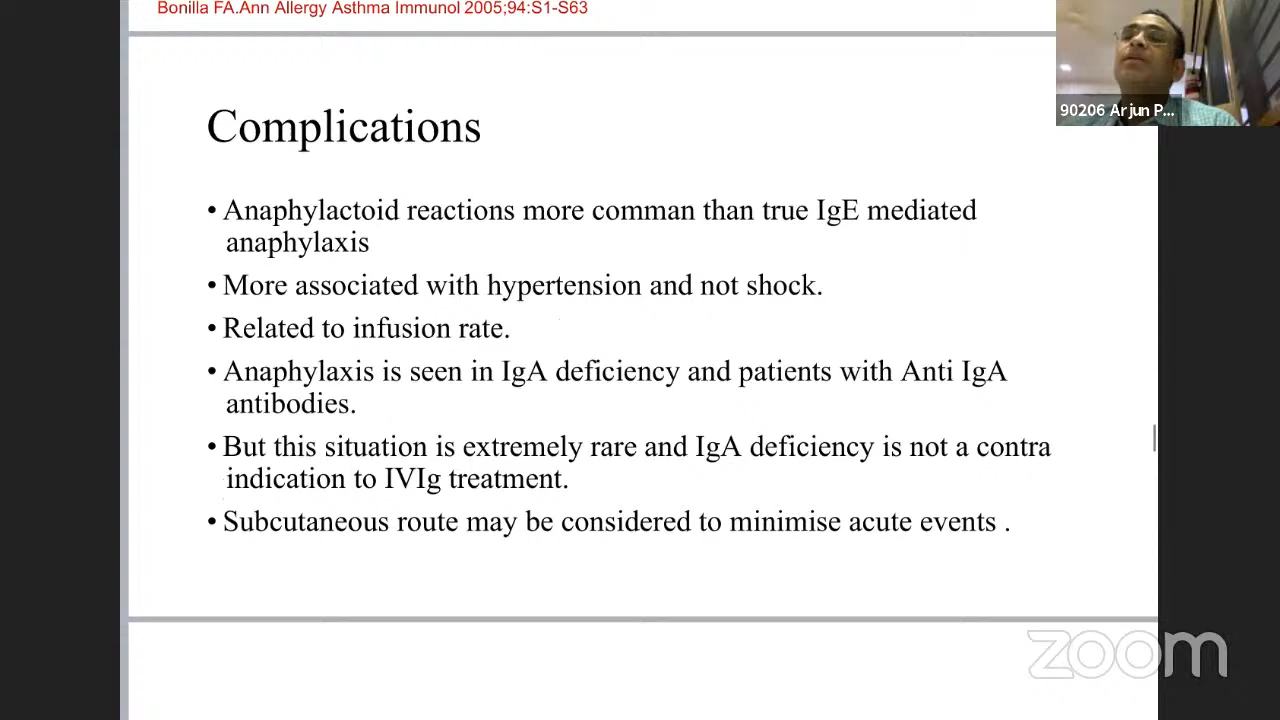 Bonilla FA.Ann Allergy Asthma Immunol 2005;94:S1-S63
90206 Arjun P...
Complications
• Anaphylactoid reactions more comman than true IgE mediated
anaphylaxis
• More associated with hypertension and not shock.
• Related to infusion rate.
• Anaphylaxis is seen in IgA deficiency and patients with Anti IgA
antibodies.
• But this situation is extremely rare and IgA deficiency is not a contra
indication to IVIg treatment.
• Subcutaneous route may be considered to minimise acute events .
zoom